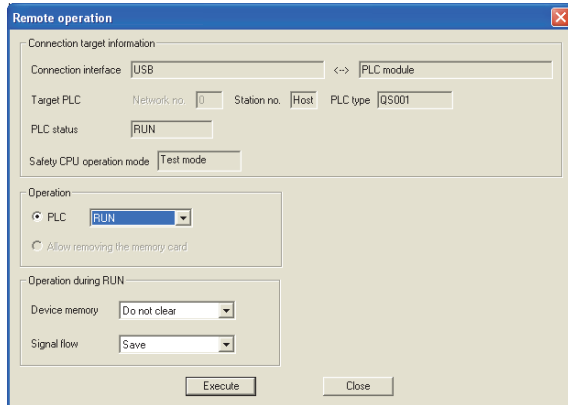 Remote operation
Connection target information
Connection interface USB <--> PLC module
Target PLC Network no. 0 Station no. Host PLC type QS001
PLC status RUN
Safety CPU operation mode Test mode
Operation
PLC RUN
Allow removing the memory card
Operation during RUN
Device memory Do not clear
Signal flow Save
Execute Close